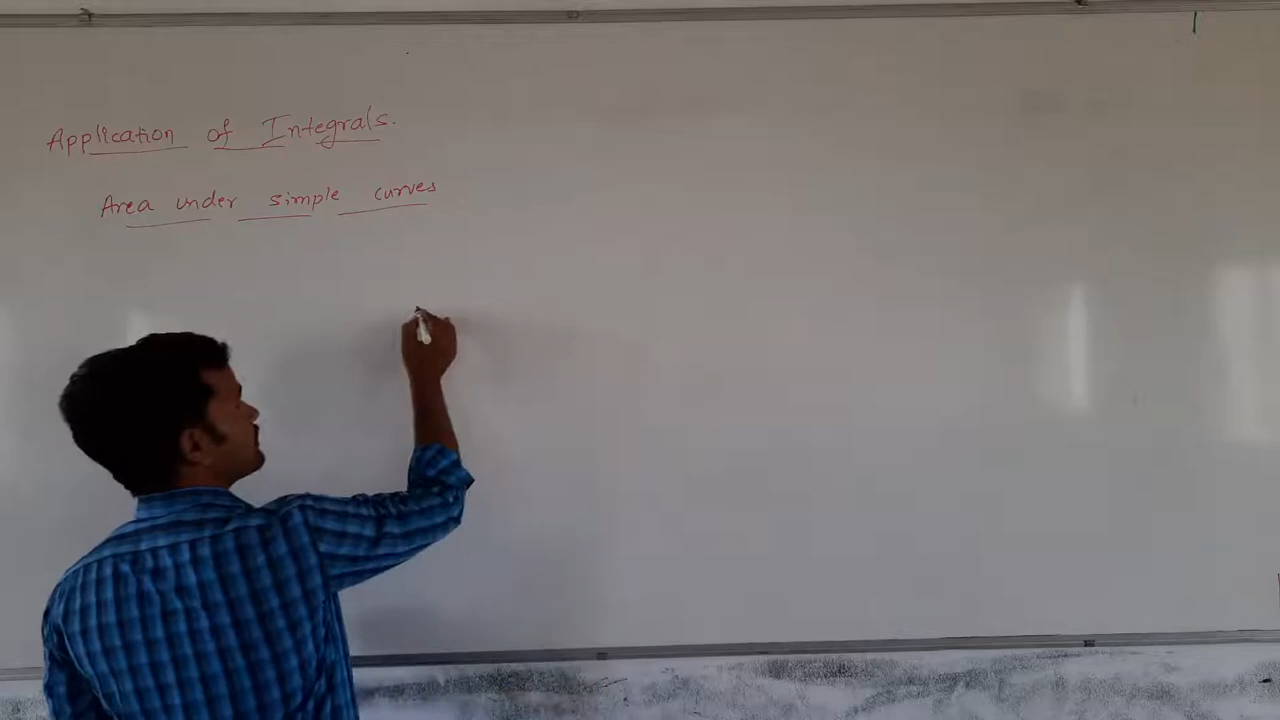 Application of Integrals.
Area under simple curves